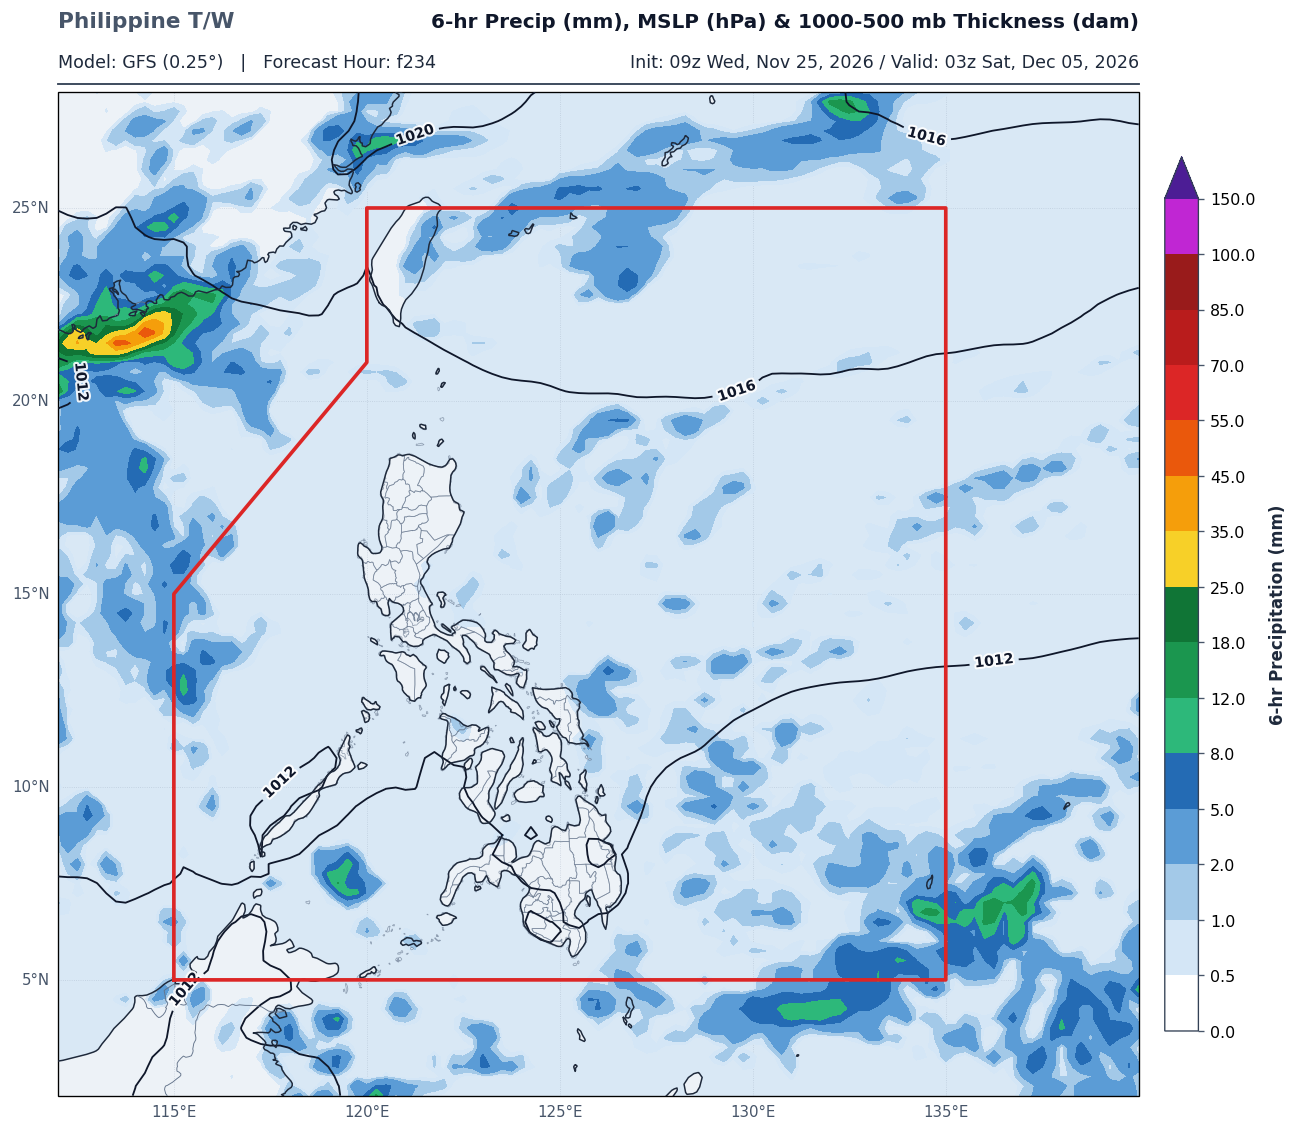 Philippine T/W
6-hr Precip (mm), MSLP (hPa) & 1000-500 mb Thickness (dam)
Model: GFS (0.25°) | Forecast Hour: f234
Init: 09z Wed, Nov 25, 2026 / Valid: 03z Sat, Dec 05, 2026
1020
1016
150.0
25°N
100.0
85.0
1012
70.0
1016
20°N
55.0
45.0
35.0
15°N
25.0
18.0
1012
12.0
6-hr Precipitation (mm)
1012
8.0
10°N
5.0
2.0
1.0
5°N
1012
0.5
0.0
115°E
120°E
125°E
130°E
135°E